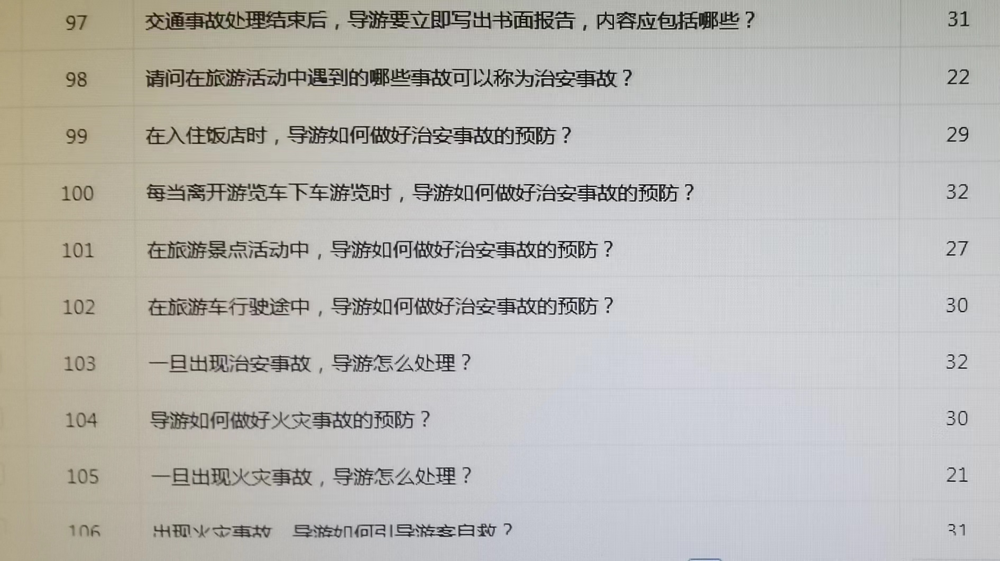 97 交通事故处理结束后，导游要立即写出书面报告，内容应包括哪些？ 31
98 请问在旅游活动中遇到的哪些事故可以称为治安事故？ 22
99 在入住饭店时，导游如何做好治安事故的预防？ 29
100 每当离开游览车下车游览时，导游如何做好治安事故的预防？ 32
101 在旅游景点活动中，导游如何做好治安事故的预防？ 27
102 在旅游车行驶途中，导游如何做好治安事故的预防？ 30
103 一旦出现治安事故，导游怎么处理？ 32
104 导游如何做好火灾事故的预防？ 30
105 一旦出现火灾事故，导游怎么处理？ 21
106 出现火灾事故 导游如何引导游客自救？ 31